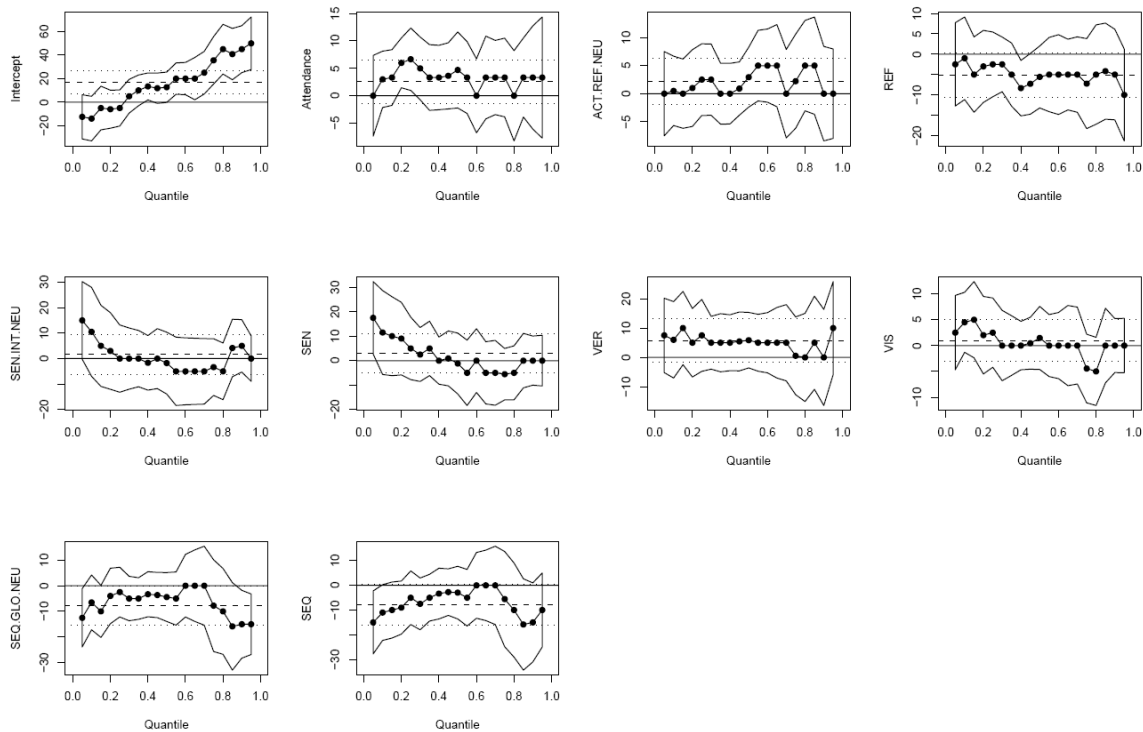 Intercept
−20 0 20 40 60
0.0 0.2 0.4 0.6 0.8 1.0
Quantile
Attendance
−5 0 5 10 15
0.0 0.2 0.4 0.6 0.8 1.0
Quantile
ACT.REF.NEU
−5 0 5 10
0.0 0.2 0.4 0.6 0.8 1.0
Quantile
REF
−20 −10 −5 0 5 10
0.0 0.2 0.4 0.6 0.8 1.0
Quantile
SEN.INT.NEU
−20 0 10 20 30
0.0 0.2 0.4 0.6 0.8 1.0
Quantile
SEN
−20 0 10 20 30
0.0 0.2 0.4 0.6 0.8 1.0
Quantile
VER
−10 0 10 20
0.0 0.2 0.4 0.6 0.8 1.0
Quantile
VIS
−10 −5 0 5 10
0.0 0.2 0.4 0.6 0.8 1.0
Quantile
SEQ.GLO.NEU
−30 −10 0 10
0.0 0.2 0.4 0.6 0.8 1.0
Quantile
SEQ
−30 −10 0 10
0.0 0.2 0.4 0.6 0.8 1.0
Quantile